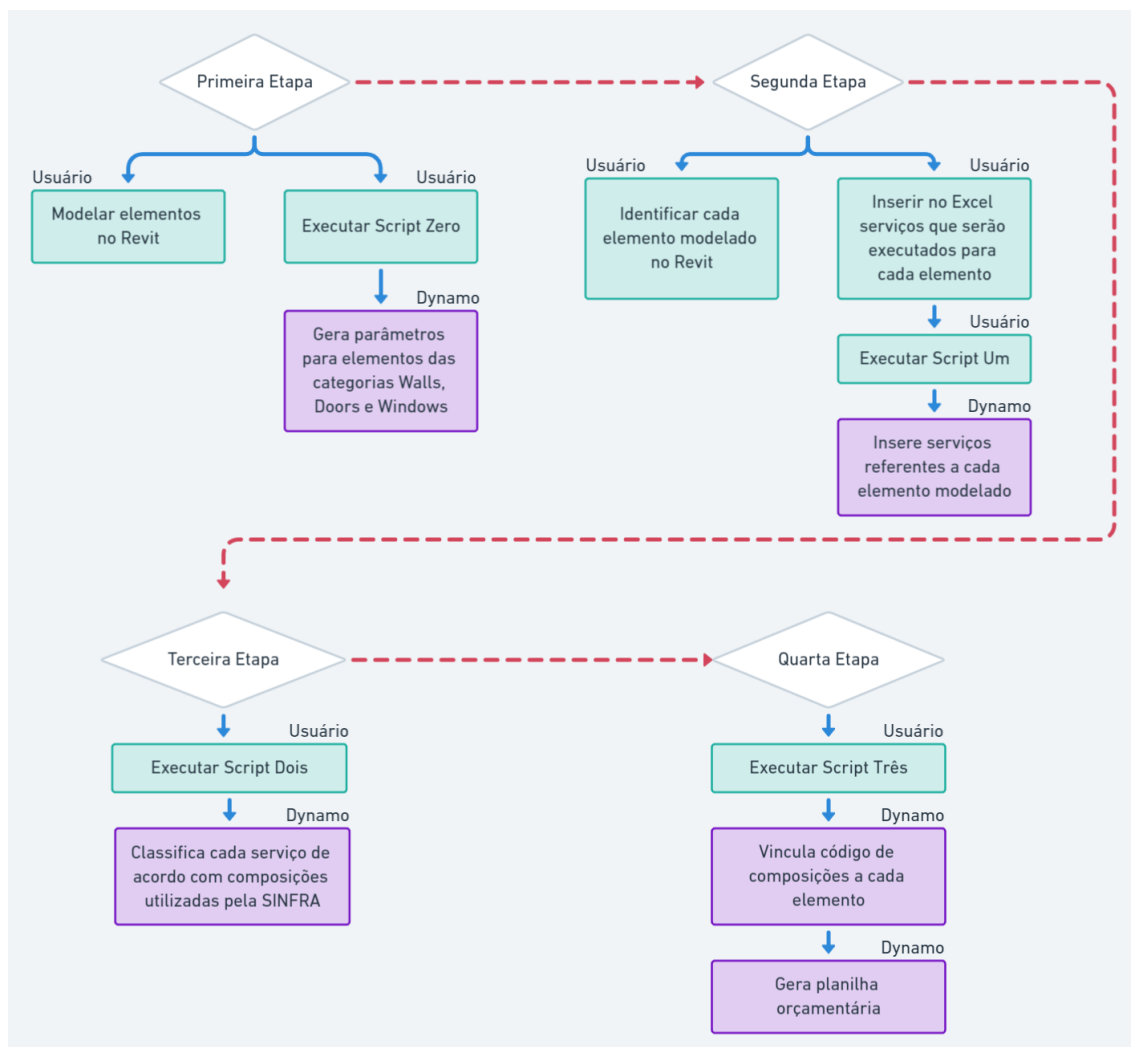 Primeira Etapa
Segunda Etapa
Usuário
Modelar elementos
no Revit
Usuário
Executar Script Zero
Dynamo
Gera parâmetros
para elementos das
categorias Walls,
Doors e Windows
Usuário
Identificar cada
elemento modelado
no Revit
Usuário
Inserir no Excel
serviços que serão
executados para
cada elemento
Usuário
Executar Script Um
Dynamo
Insere serviços
referentes a cada
elemento modelado
Terceira Etapa
Quarta Etapa
Usuário
Executar Script Dois
Dynamo
Classifica cada serviço de
acordo com composições
utilizadas pela SINFRA
Usuário
Executar Script Três
Dynamo
Vincula código de
composições a cada
elemento
Dynamo
Gera planilha
orçamentária